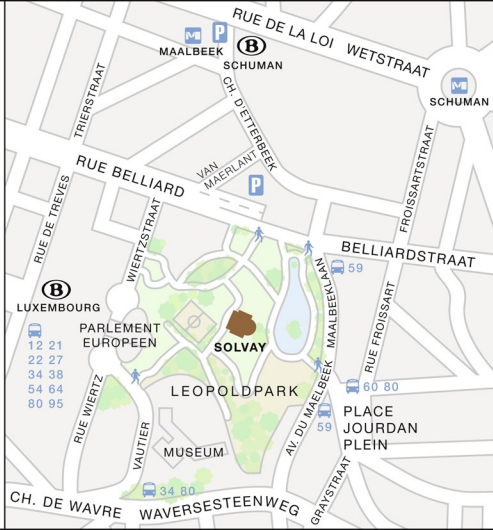 RUE DE LA LOI WETSTRAAT
M
P
B
MAALBEEK
SCHUMAN
M
SCHUMAN
TRIERSTRAAT
CH. D'ETTERBEEK
VAN
MAERLANT
P
FROISSARTSTRAAT
RUE BELLIARD
RUE DE TREVES
WIERTZSTRAAT
BELLIARDSTRAAT
59
MAALBEEKLAAN
B
LUXEMBOURG
12 21
22 27
34 38
54 64
80 95
PARLEMENT
EUROPEEN
SOLVAY
RUE FROISSART
LEOPOLDPARK
60 80
AV. DU MAELBEEK
59
PLACE
JOURDAN
PLEIN
RUE WIERTZ
VAUTIER
MUSEUM
GRAYSTRAAT
34 80
CH. DE WAVRE WAVERSESTEENWEG